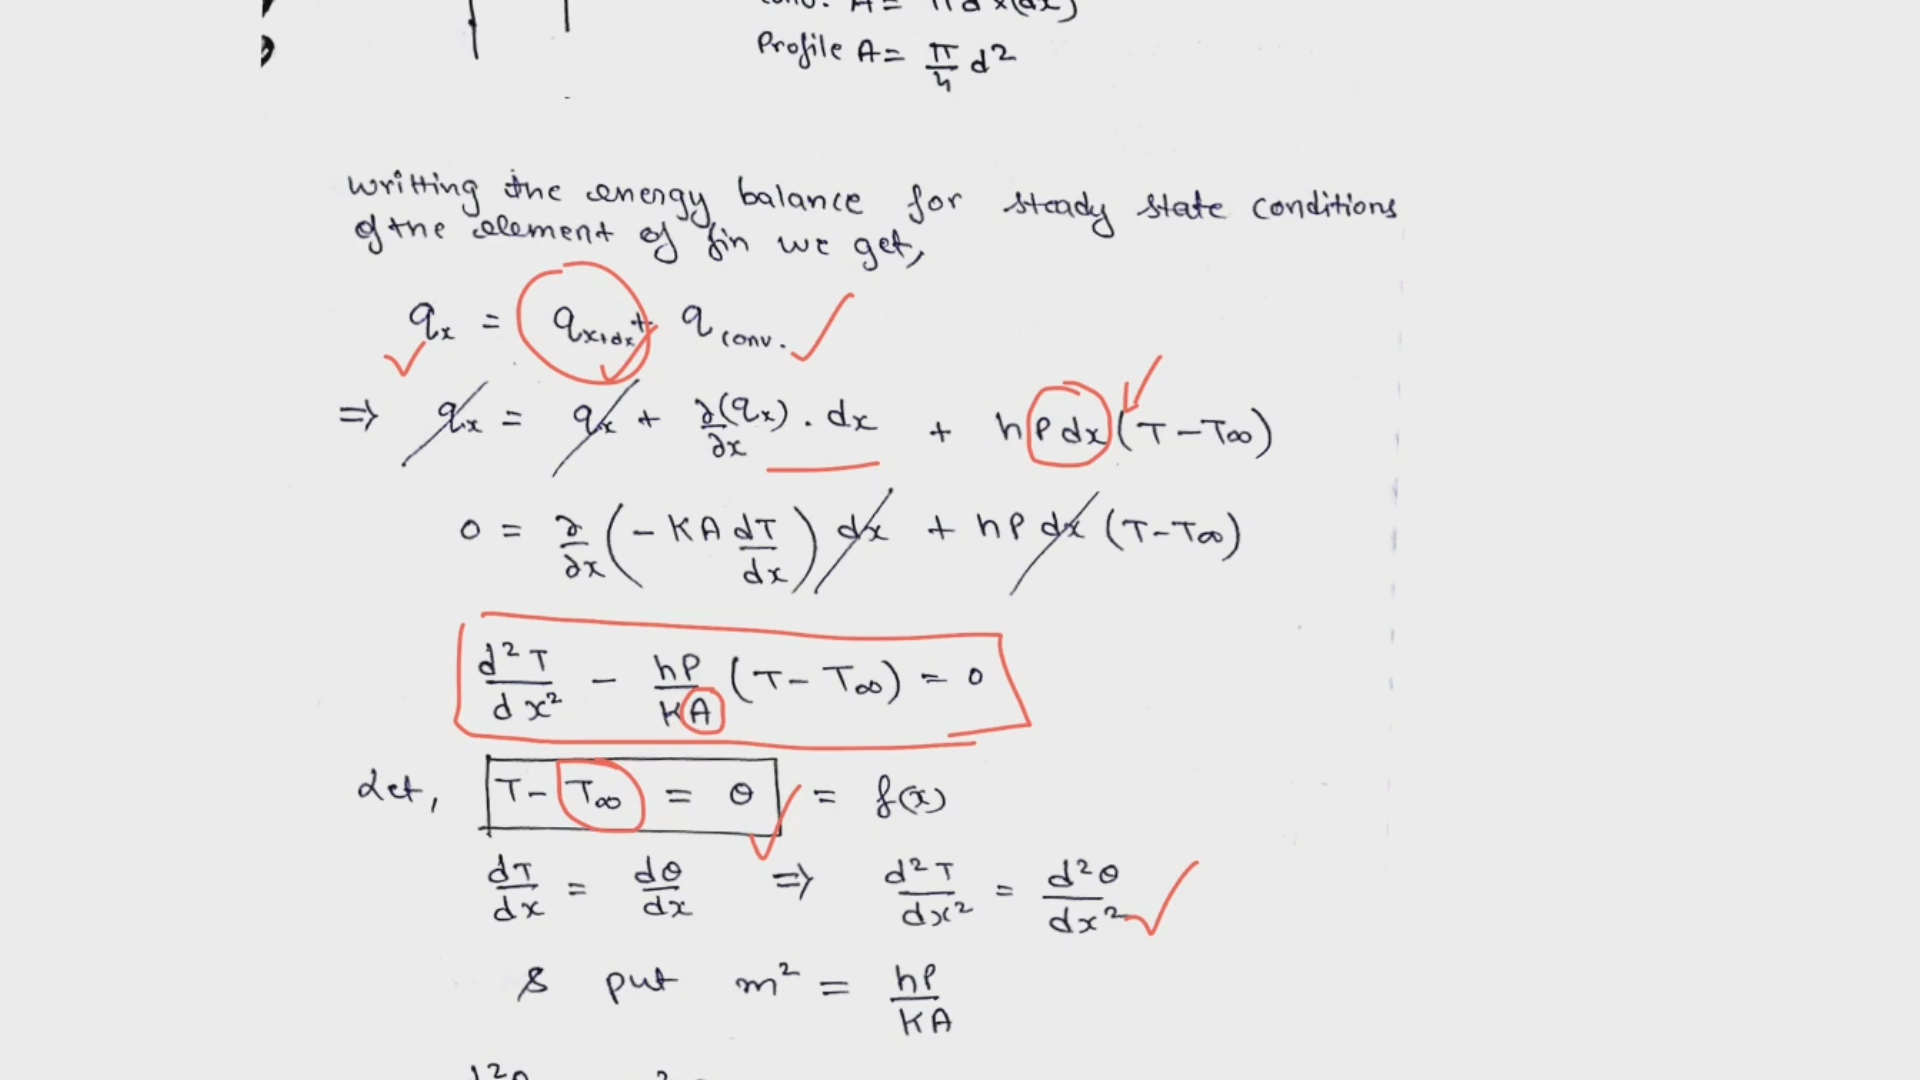 Profile A = π/4 d²
Writting the energy balance for steady state conditions
of the element of fin we get,
qx = qx+dx + q conv.
⇒ qx = qx + ∂/∂x (qx) . dx + h P dx (T - T∞)
0 = ∂/∂x (- KA dT/dx) dx + hP dx (T - T∞)
d²T/dx² - hP/KA (T - T∞) = 0
Let, T - T∞ = θ = f(x)
dT/dx = dθ/dx ⇒ d²T/dx² = d²θ/dx²
& put m² = hP/KA